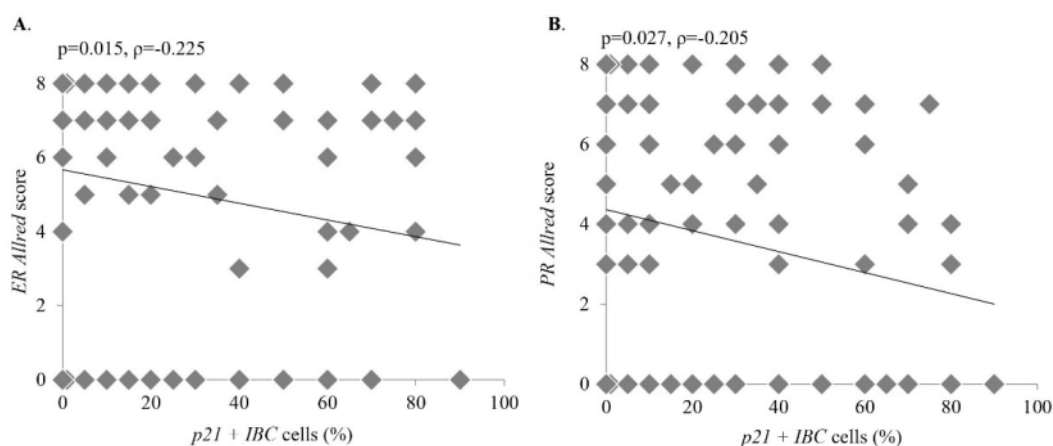 A.
p=0.015, ρ=-0.225
8
6
4
2
0
0 20 40 60 80 100
ER Allred score
p21 + IBC cells (%)
B.
p=0.027, ρ=-0.205
8
6
4
2
0
0 20 40 60 80 100
PR Allred score
p21 + IBC cells (%)